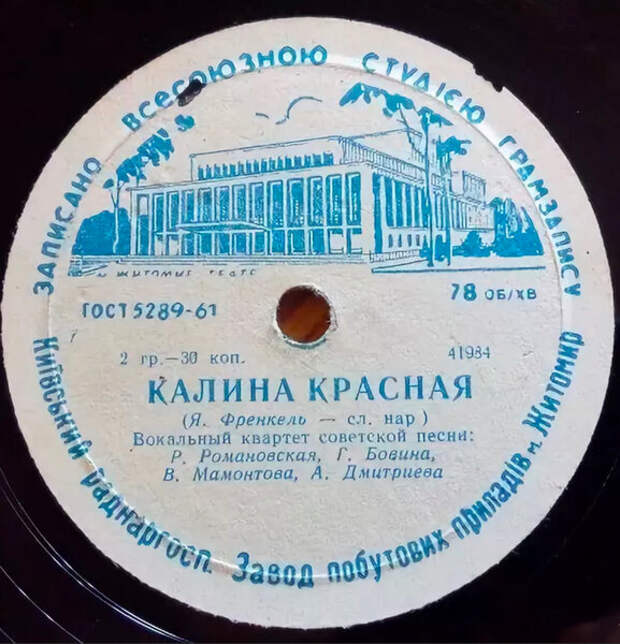 ЗАПИСАНО ВСЕСОЮЗНОЮ СТУДІЄЮ ГРАМЗАПИСУ
ЖИТОМИР
ГОСТ 5289-61
78 ОБ/ХВ
2 гр.—30 коп.
41984
КАЛИНА КРАСНАЯ
(Я. Френкель — сл. нар)
Вокальный квартет советской песни:
Р. Романовская, Г. Бовина,
В. Мамонтова, А. Дмитриева
Київський раднаргосп. Завод побутових приладів м. Житомир